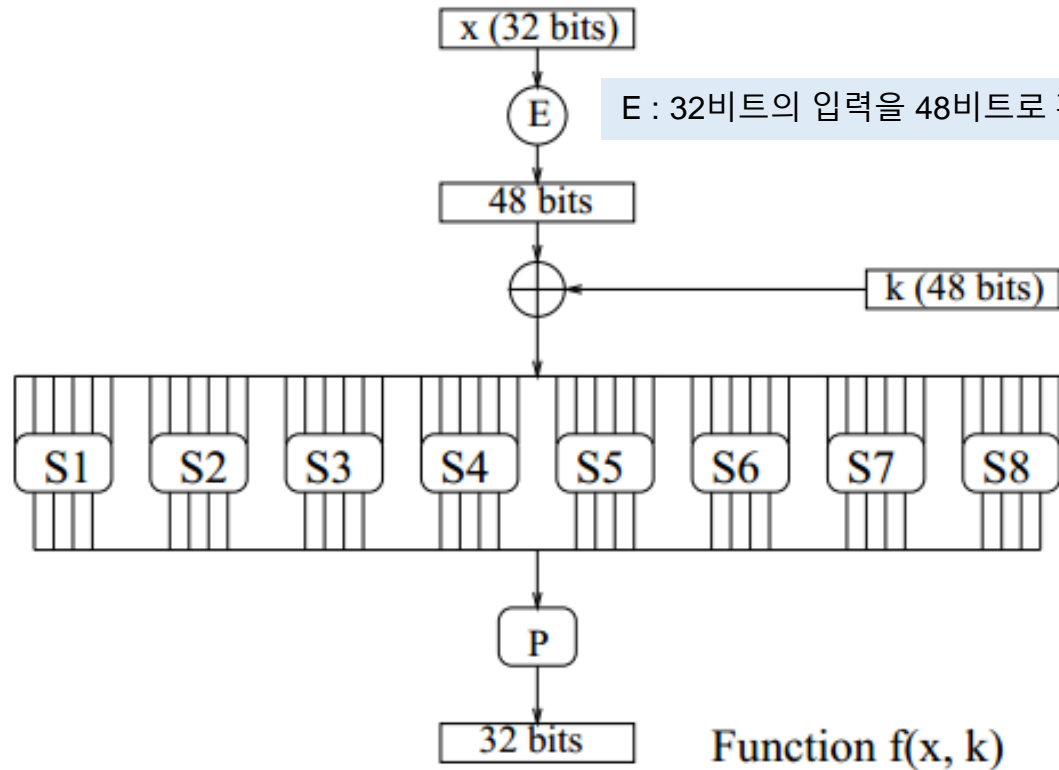 x (32 bits)
E
E : 32비트의 입력을 48비트로
48 bits
k (48 bits)
S1 S2 S3 S4 S5 S6 S7 S8
P
32 bits
Function f(x, k)